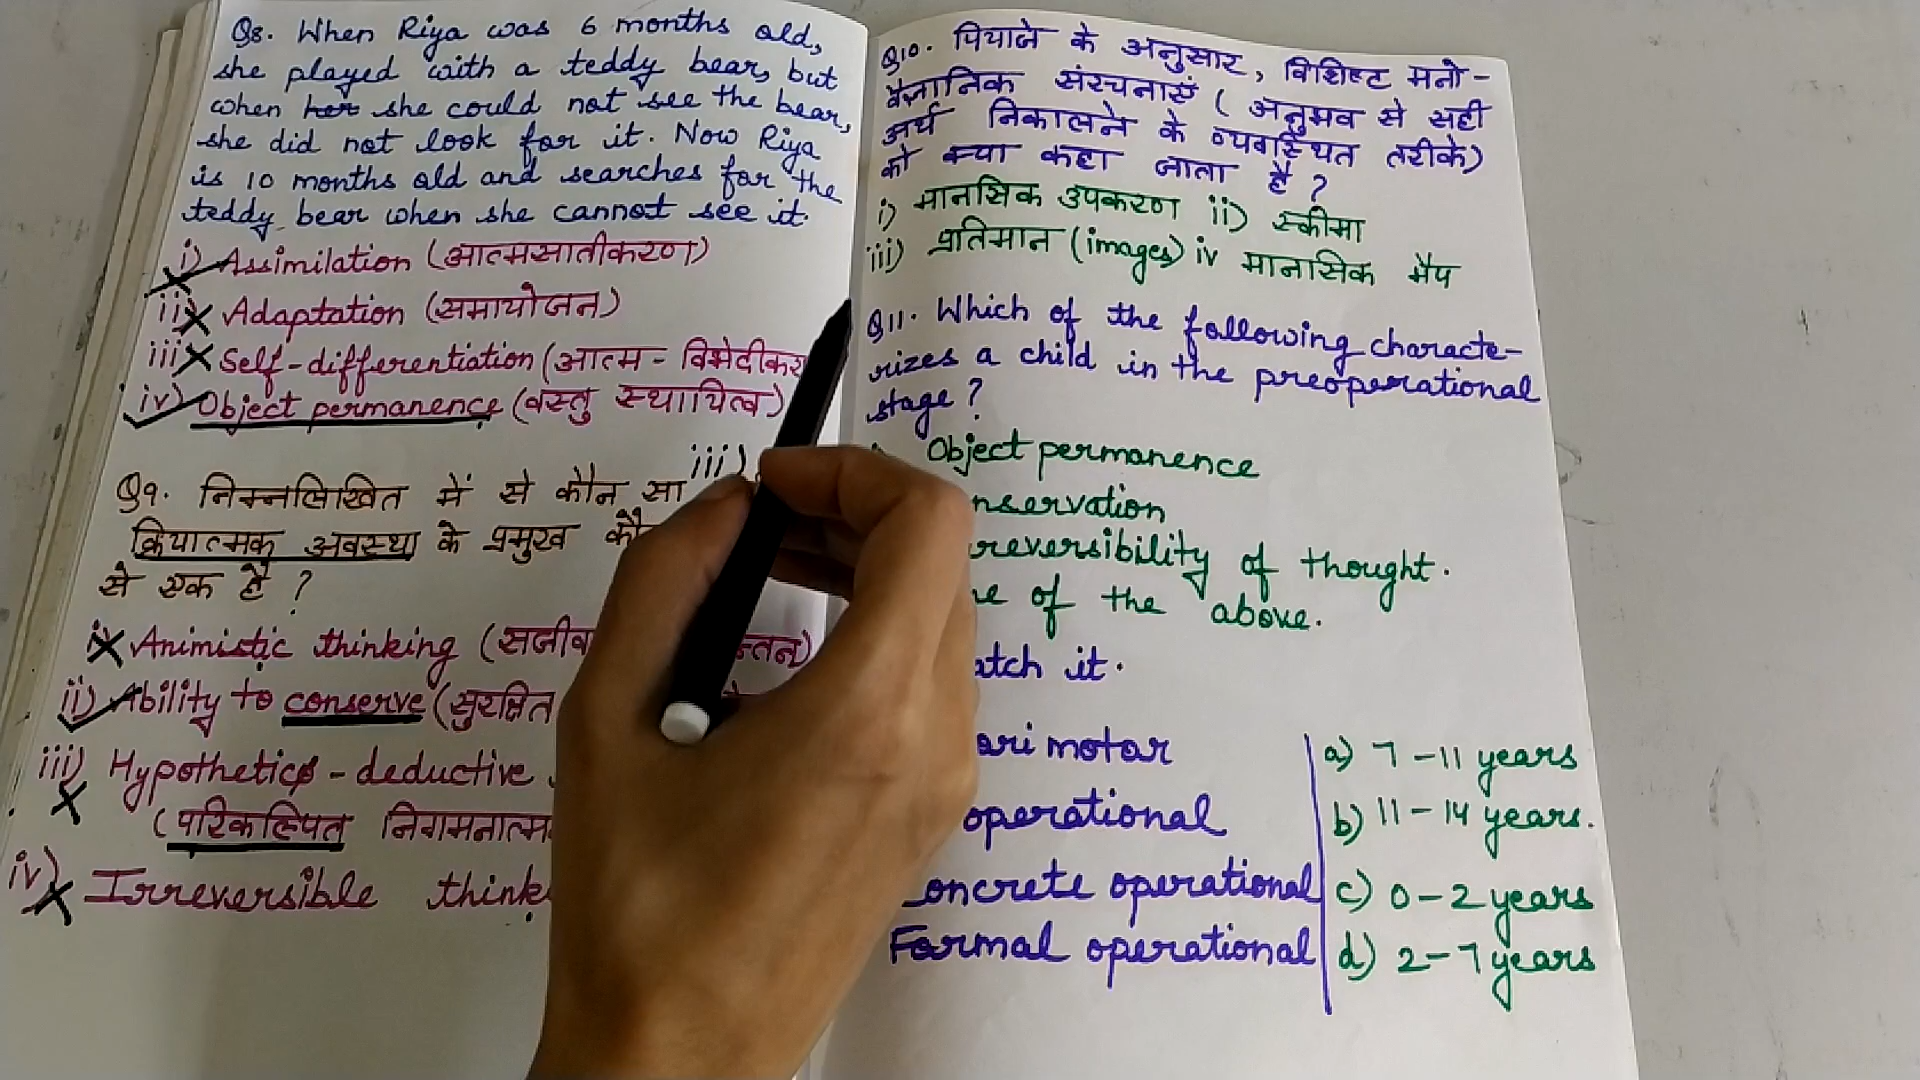 Q8. When Riya was 6 months old,
she played with a teddy bear, but
when her she could not see the bear,
she did not look for it. Now Riya
is 10 months old and searches for the
teddy bear when she cannot see it.
i) Assimilation (आत्मसातीकरण)
ii) Adaptation (समायोजन)
iii) Self-differentiation (आत्म - विभेदीकर
iv) Object permanence (वस्तु स्थायित्व)
iii)
Q9. निम्नलिखित में से कौन सा
क्रियात्मक अवस्था के प्रमुख
से एक है ?
i) Animistic thinking
ii) Ability to conserve (सुरक्षित
iii) Hypothetics - deductive
(परिकल्पित
iv) Irreversible
Q10. पियाजे के अनुसार, विशिष्ट मनो -
वैज्ञानिक संरचनाएं ( अनुभव से सही
अर्थ निकालने के व्यवस्थित तरीके)
को क्या कहा जाता है ?
i) मानसिक उपकरण ii) स्कीमा
iii) प्रतिमान (images) iv मानसिक मैप
Q11. Which of the following characte-
rizes a child in the preoperational
stage ?
Object permanence
nservation
reversibility of thought.
of the above.
atch it.
ori motor
operational
oncrete operational
Formal operational
a) 7 - 11 years
b) 11 - 14 years.
c) 0 - 2 years
d) 2 - 7 years